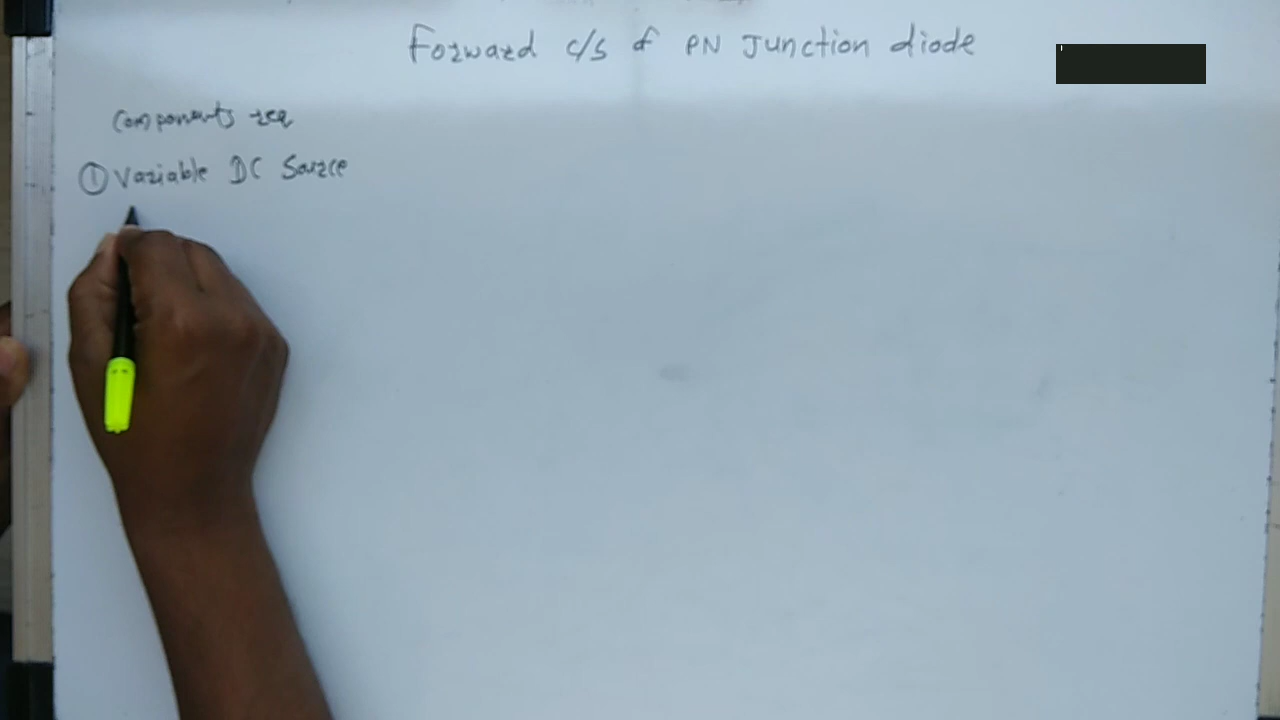 Forward c/s of PN Junction diode
Components req
① Variable DC Source